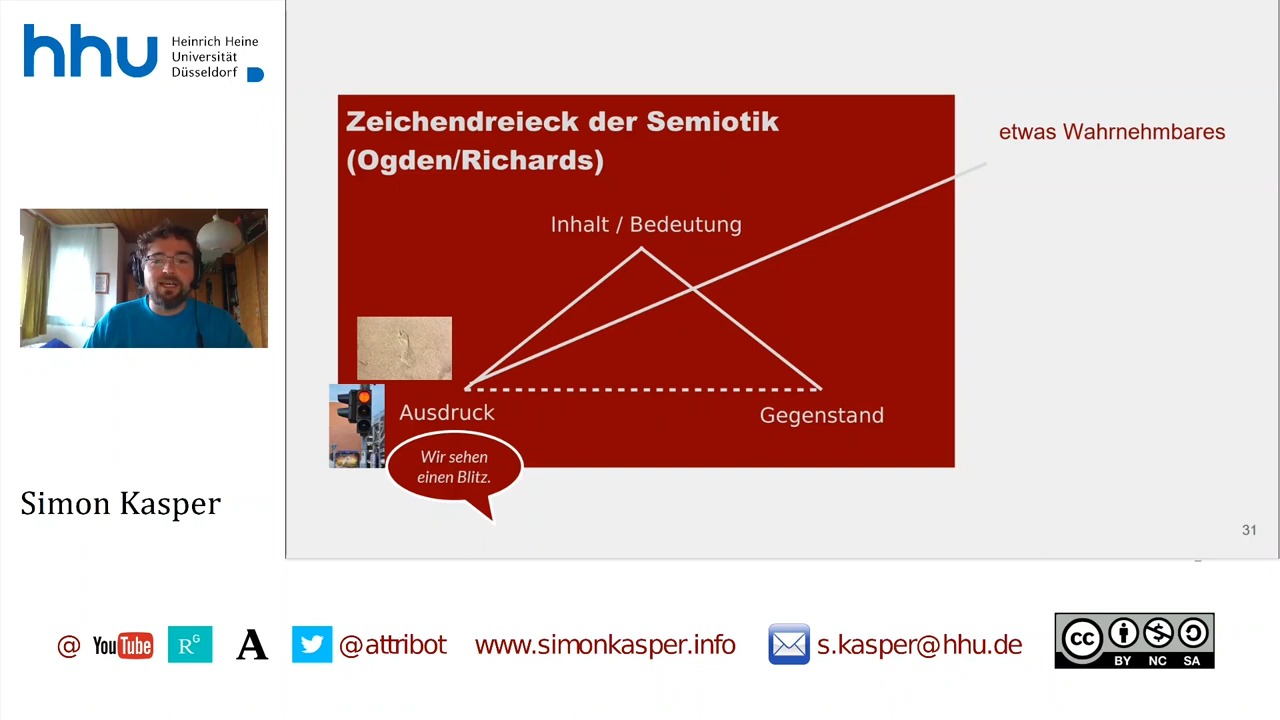 hhu
Heinrich Heine
Universität
Düsseldorf
Zeichendreieck der Semiotik
(Ogden/Richards)
etwas Wahrnehmbares
Inhalt / Bedeutung
Ausdruck
Gegenstand
Wir sehen
einen Blitz.
Simon Kasper
31
@ YouTube RG A @attribot www.simonkasper.info s.kasper@hhu.de
cc BY NC SA